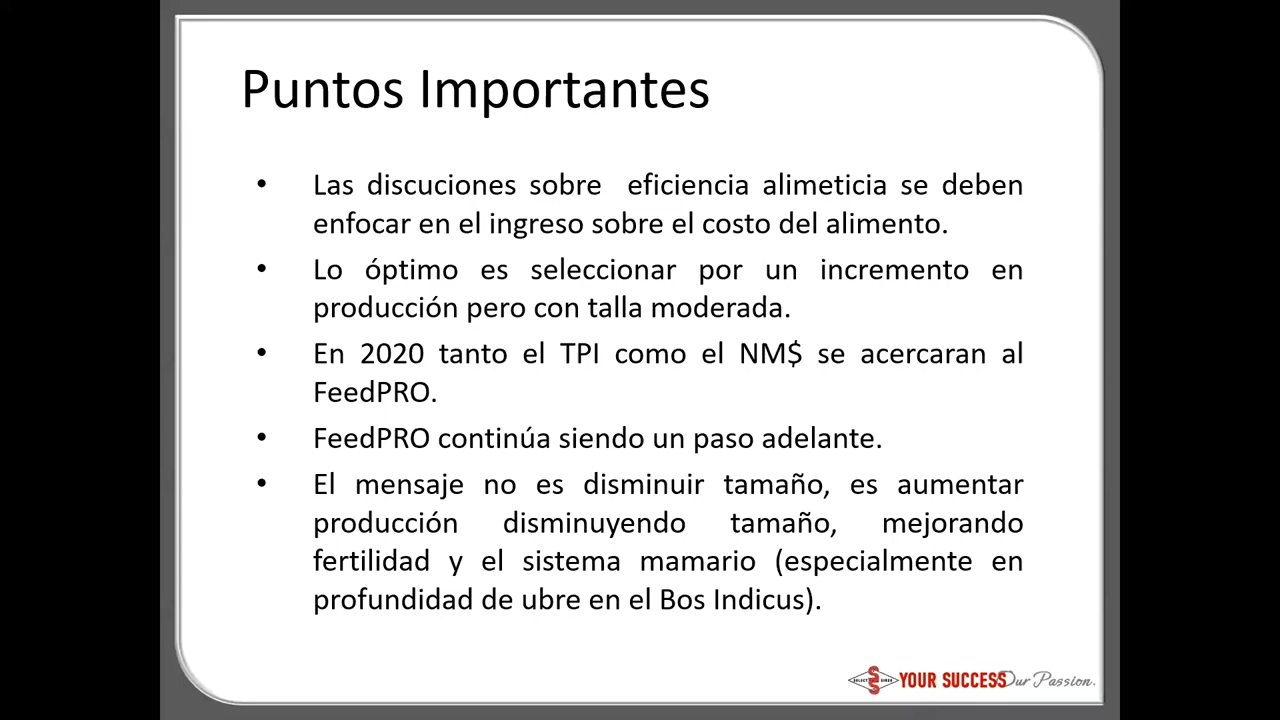 Puntos Importantes
• Las discuciones sobre eficiencia alimeticia se deben
enfocar en el ingreso sobre el costo del alimento.
• Lo óptimo es seleccionar por un incremento en
producción pero con talla moderada.
• En 2020 tanto el TPI como el NM$ se acercaran al
FeedPRO.
• FeedPRO continúa siendo un paso adelante.
• El mensaje no es disminuir tamaño, es aumentar
producción disminuyendo tamaño, mejorando
fertilidad y el sistema mamario (especialmente en
profundidad de ubre en el Bos Indicus).
SELECT SIRES YOUR SUCCESS Our Passion.